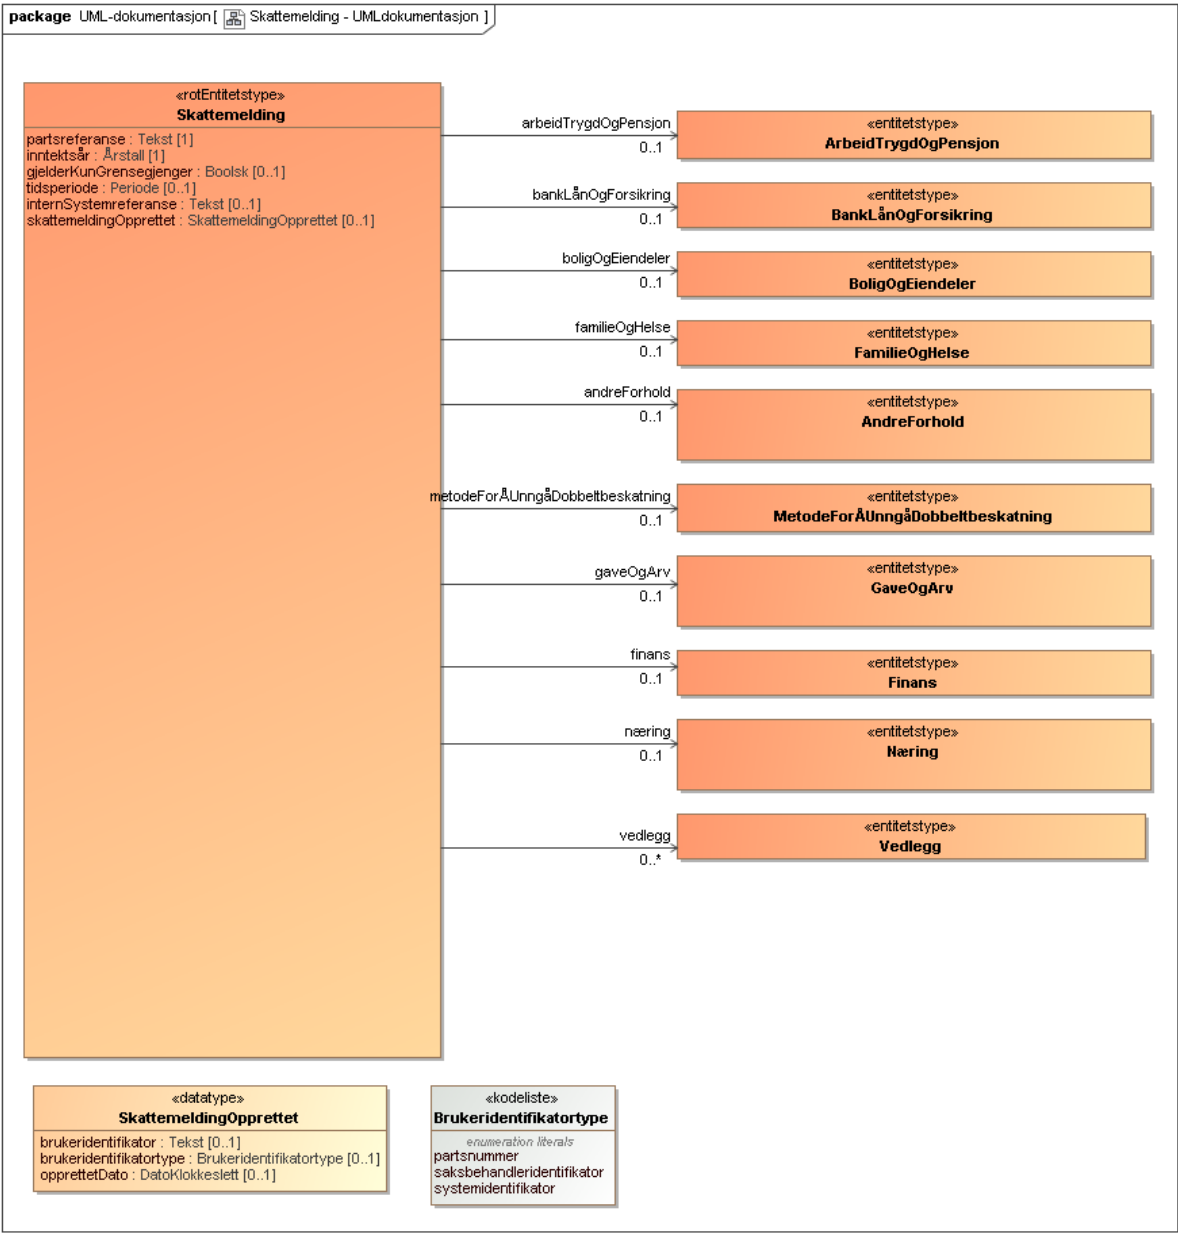 package UML-dokumentasjon [ Skattemelding - UMLdokumentasjon ]
«rotEntitetstype»
Skattemelding
partsreferanse : Tekst [1]
inntektsår : Årstall [1]
gjelderKunGrensegjenger : Boolsk [0..1]
tidsperiode : Periode [0..1]
internSystemreferanse : Tekst [0..1]
skattemeldingOpprettet : SkattemeldingOpprettet [0..1]
arbeidTrygdOgPensjon
0..1
«entitetstype»
ArbeidTrygdOgPensjon
bankLånOgForsikring
0..1
«entitetstype»
BankLånOgForsikring
boligOgEiendeler
0..1
«entitetstype»
BoligOgEiendeler
familieOgHelse
0..1
«entitetstype»
FamilieOgHelse
andreForhold
0..1
«entitetstype»
AndreForhold
metodeForÅUnngåDobbeltbeskatning
0..1
«entitetstype»
MetodeForÅUnngåDobbeltbeskatning
gaveOgArv
0..1
«entitetstype»
GaveOgArv
finans
0..1
«entitetstype»
Finans
næring
0..1
«entitetstype»
Næring
vedlegg
0..*
«entitetstype»
Vedlegg
«datatype»
SkattemeldingOpprettet
brukeridentifikator : Tekst [0..1]
brukeridentifikatortype : Brukeridentifikatortype [0..1]
opprettetDato : DatoKlokkeslett [0..1]
«kodeliste»
Brukeridentifikatortype
enumeration literals
partsnummer
saksbehandleridentifikator
systemidentifikator